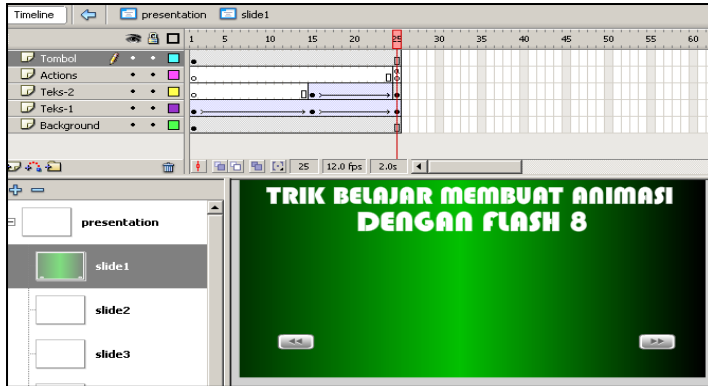 Timeline presentation slide1
1 5 10 15 20 25 30 35 40 45 50 55 60
Tombol
Actions
a
Teks-2
Teks-1
Background
25 12.0 fps 2.0s
presentation
slide1
slide2
slide3
TRIK BELAJAR MEMBUAT ANIMASI
DENGAN FLASH 8